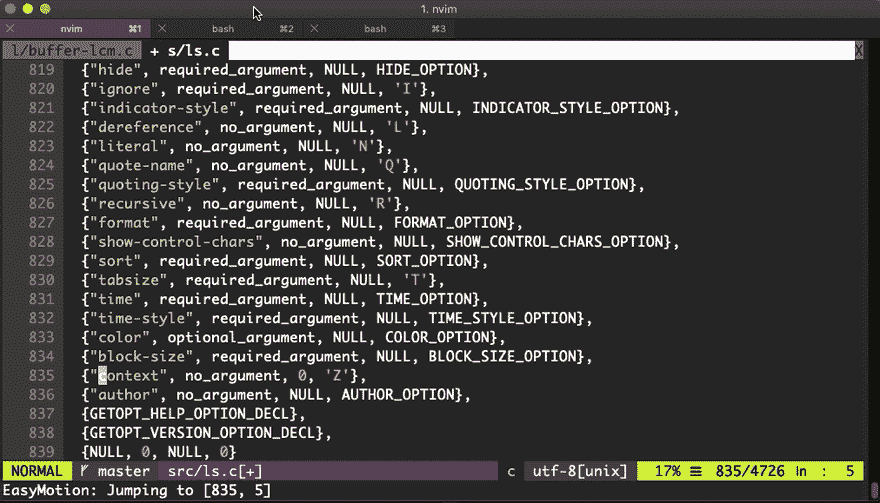 1. nvim
nvim ⌘1 bash ⌘2 bash ⌘3
l/buffer-lcm.c + s/ls.c X
819 {"hide", required_argument, NULL, HIDE_OPTION},
820 {"ignore", required_argument, NULL, 'I'},
821 {"indicator-style", required_argument, NULL, INDICATOR_STYLE_OPTION},
822 {"dereference", no_argument, NULL, 'L'},
823 {"literal", no_argument, NULL, 'N'},
824 {"quote-name", no_argument, NULL, 'Q'},
825 {"quoting-style", required_argument, NULL, QUOTING_STYLE_OPTION},
826 {"recursive", no_argument, NULL, 'R'},
827 {"format", required_argument, NULL, FORMAT_OPTION},
828 {"show-control-chars", no_argument, NULL, SHOW_CONTROL_CHARS_OPTION},
829 {"sort", required_argument, NULL, SORT_OPTION},
830 {"tabsize", required_argument, NULL, 'T'},
831 {"time", required_argument, NULL, TIME_OPTION},
832 {"time-style", required_argument, NULL, TIME_STYLE_OPTION},
833 {"color", optional_argument, NULL, COLOR_OPTION},
834 {"block-size", required_argument, NULL, BLOCK_SIZE_OPTION},
835 {"context", no_argument, 0, 'Z'},
836 {"author", no_argument, NULL, AUTHOR_OPTION},
837 {GETOPT_HELP_OPTION_DECL},
838 {GETOPT_VERSION_OPTION_DECL},
839 {NULL, 0, NULL, 0}
NORMAL master src/ls.c[+] c utf-8[unix] 17% ☰ 835/4726 ln : 5
EasyMotion: Jumping to [835, 5]